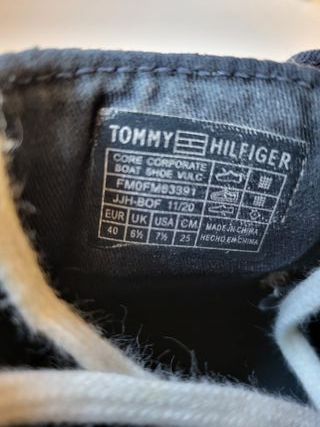 TOMMY HILFIGER
CORE CORPORATE
BOAT SHOE VULC
FM0FM63391
JJH-BOF 11/20
EUR UK USA CM
40 6½ 7½ 25
MADE IN CHINA
HECHO EN CHINA